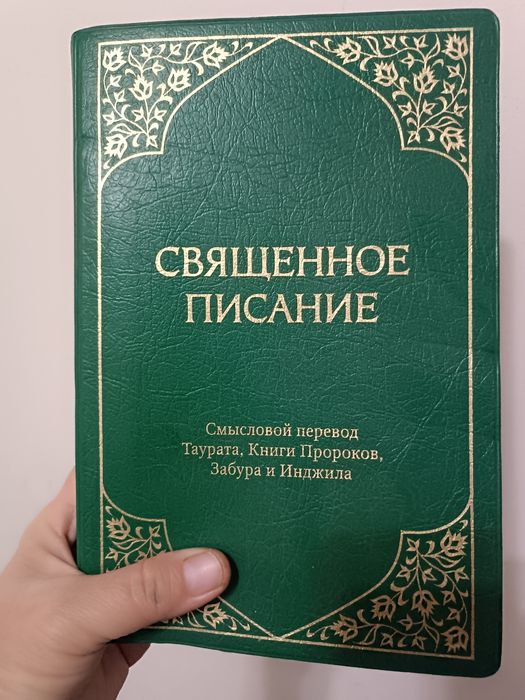 СВЯЩЕННОЕ
ПИСАНИЕ
Смысловой перевод
Таурата, Книги Пророков,
Забура и Инджила